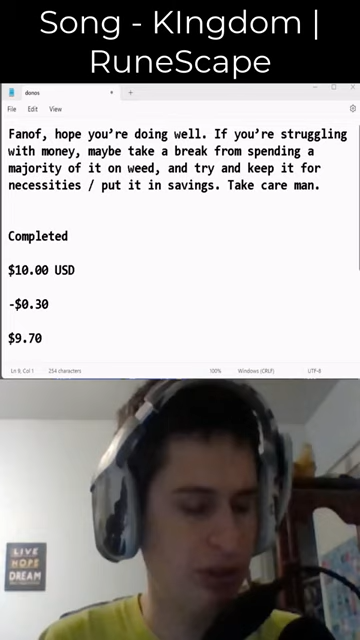 Song - KIngdom |
RuneScape
donos
File Edit View
Fanof, hope you're doing well. If you're struggling
with money, maybe take a break from spending a
majority of it on weed, and try and keep it for
necessities / put it in savings. Take care man.
Completed
$10.00 USD
-$0.30
$9.70
Ln 9, Col 1 254 characters 100% Windows (CRLF) UTF-8
LIVE
HOPE
DREAM